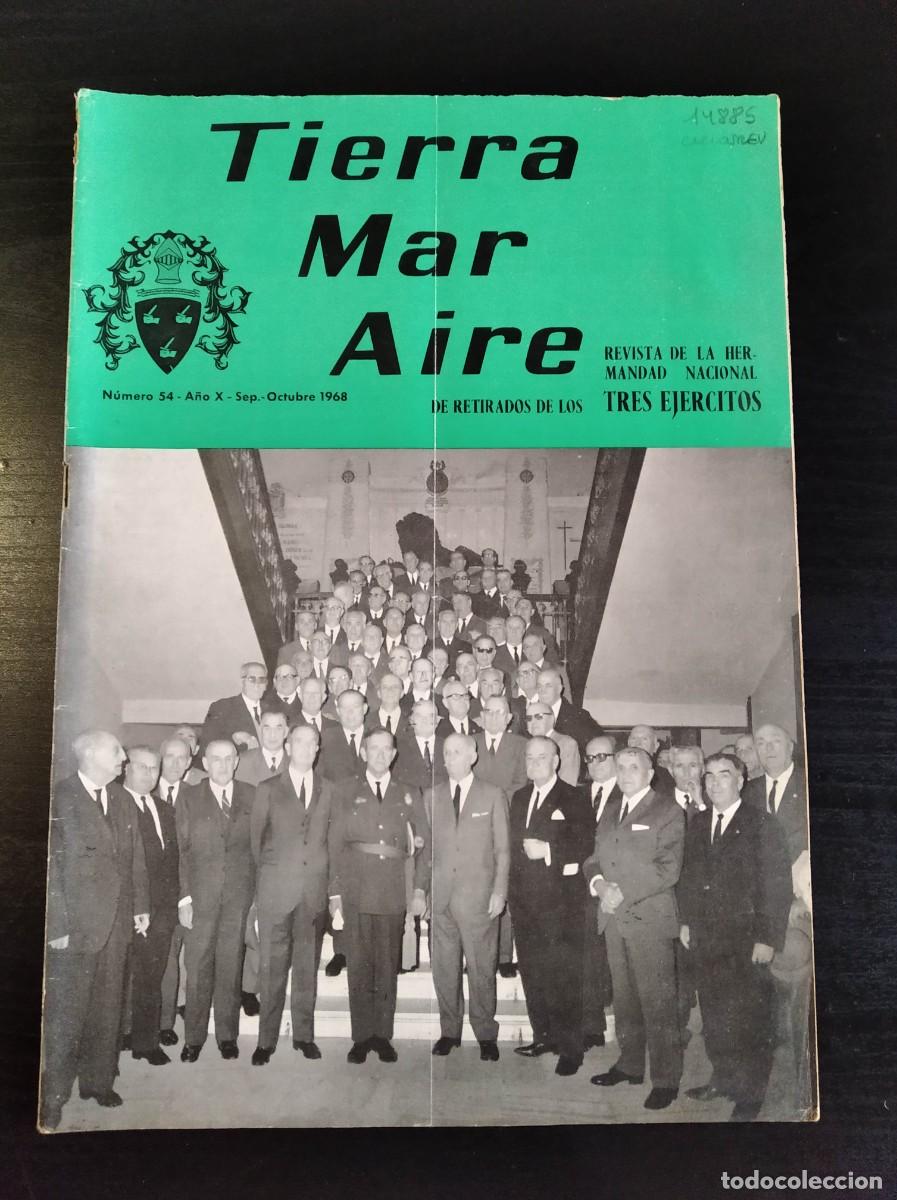 Tierra
Mar
Aire
14885
Número 54 - Año X - Sep.-Octubre 1968
REVISTA DE LA HER-
MANDAD NACIONAL
DE RETIRADOS DE LOS TRES EJERCITOS
todocoleccion